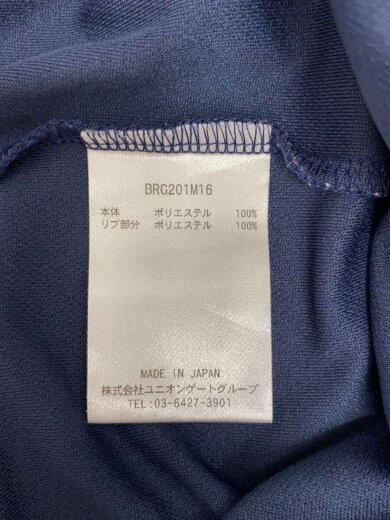 BRG201M16
本体 ポリエステル 100%
リブ部分 ポリエステル 100%
MADE IN JAPAN
株式会社ユニオンゲートグループ
TEL:03-6427-3901